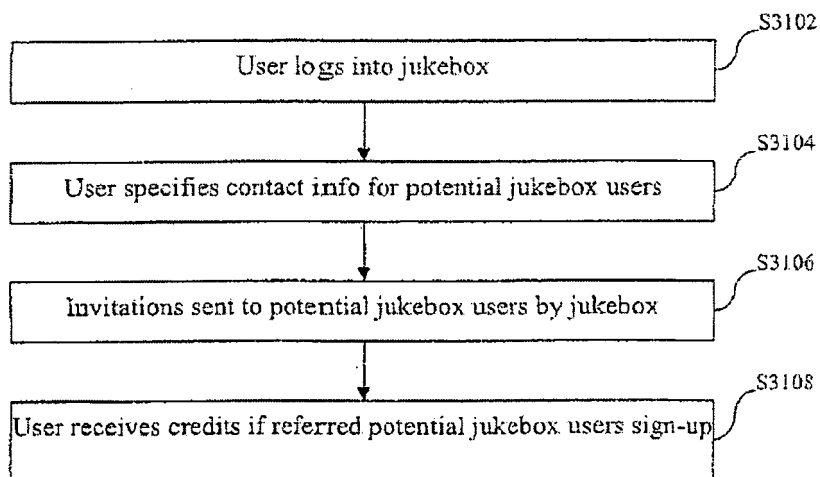 S3102
User logs into jukebox
S3104
User specifies contact info for potential jukebox users
S3106
Invitations sent to potential jukebox users by jukebox
S3108
User receives credits if referred potential jukebox users sign-up